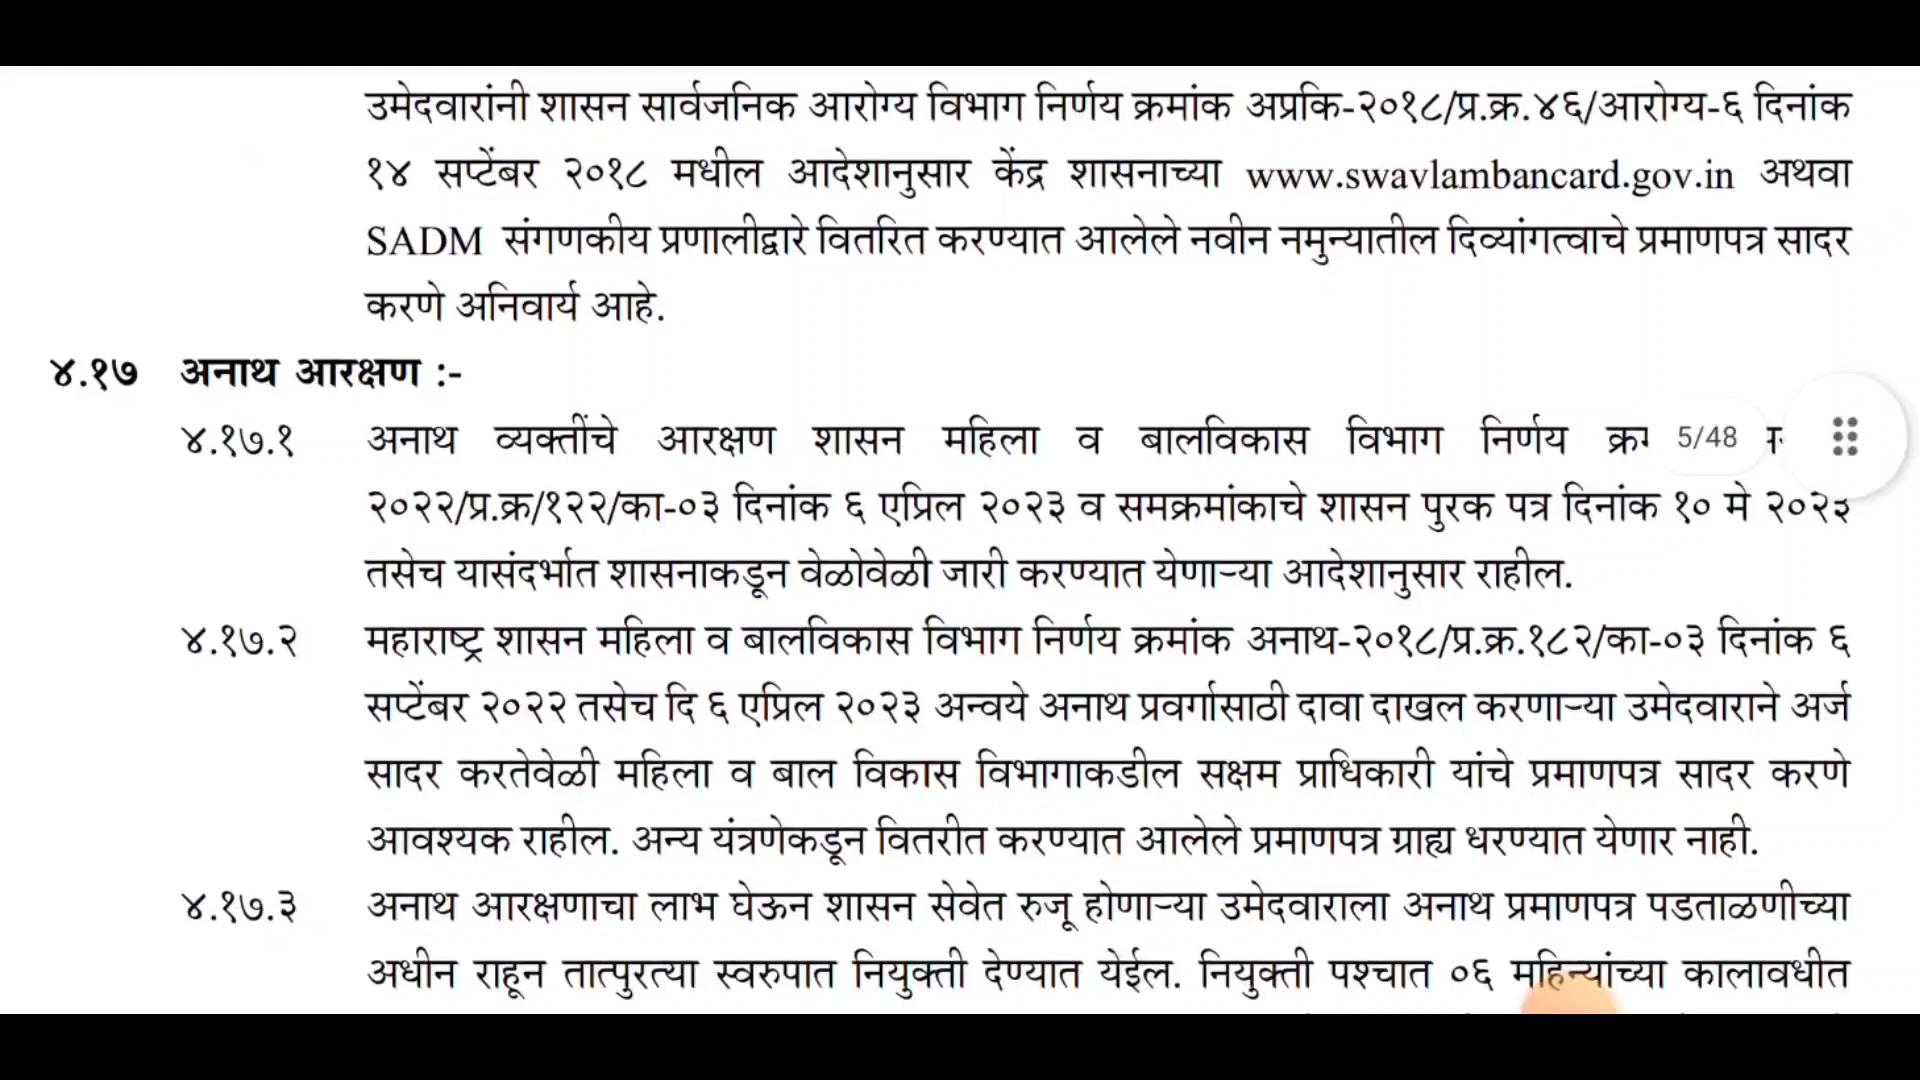 उमेदवारांनी शासन सार्वजनिक आरोग्य विभाग निर्णय क्रमांक अप्रकि-२०१८/प्र.क्र.४६/आरोग्य-६ दिनांक
१४ सप्टेंबर २०१८ मधील आदेशानुसार केंद्र शासनाच्या www.swavlambancard.gov.in अथवा
SADM संगणकीय प्रणालीद्वारे वितरित करण्यात आलेले नवीन नमुन्यातील दिव्यांगत्वाचे प्रमाणपत्र सादर
करणे अनिवार्य आहे.
४.१७ अनाथ आरक्षण :-
४.१७.१ अनाथ व्यक्तींचे आरक्षण शासन महिला व बालविकास विभाग निर्णय 5/48
२०२२/प्र.क्र/१२२/का-०३ दिनांक ६ एप्रिल २०२३ व समक्रमांकाचे शासन पुरक पत्र दिनांक १० मे २०२३
तसेच यासंदर्भात शासनाकडून वेळोवेळी जारी करण्यात येणाऱ्या आदेशानुसार राहील.
४.१७.२ महाराष्ट्र शासन महिला व बालविकास विभाग निर्णय क्रमांक अनाथ-२०१८/प्र.क्र.१८२/का-०३ दिनांक ६
सप्टेंबर २०२२ तसेच दि ६ एप्रिल २०२३ अन्वये अनाथ प्रवर्गासाठी दावा दाखल करणाऱ्या उमेदवाराने अर्ज
सादर करतेवेळी महिला व बाल विकास विभागाकडील सक्षम प्राधिकारी यांचे प्रमाणपत्र सादर करणे
आवश्यक राहील. अन्य यंत्रणेकडून वितरीत करण्यात आलेले प्रमाणपत्र ग्राह्य धरण्यात येणार नाही.
४.१७.३ अनाथ आरक्षणाचा लाभ घेऊन शासन सेवेत रुजू होणाऱ्या उमेदवाराला अनाथ प्रमाणपत्र पडताळणीच्या
अधीन राहून तात्पुरत्या स्वरुपात नियुक्ती देण्यात येईल. नियुक्ती पश्चात ०६ महिन्यांच्या कालावधीत